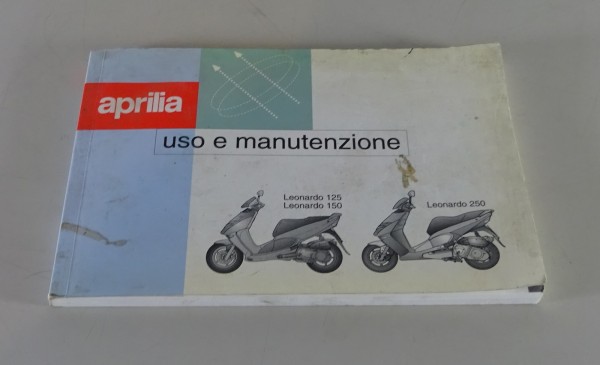 aprilia
uso e manutenzione
Leonardo 125
Leonardo 150
Leonardo 250